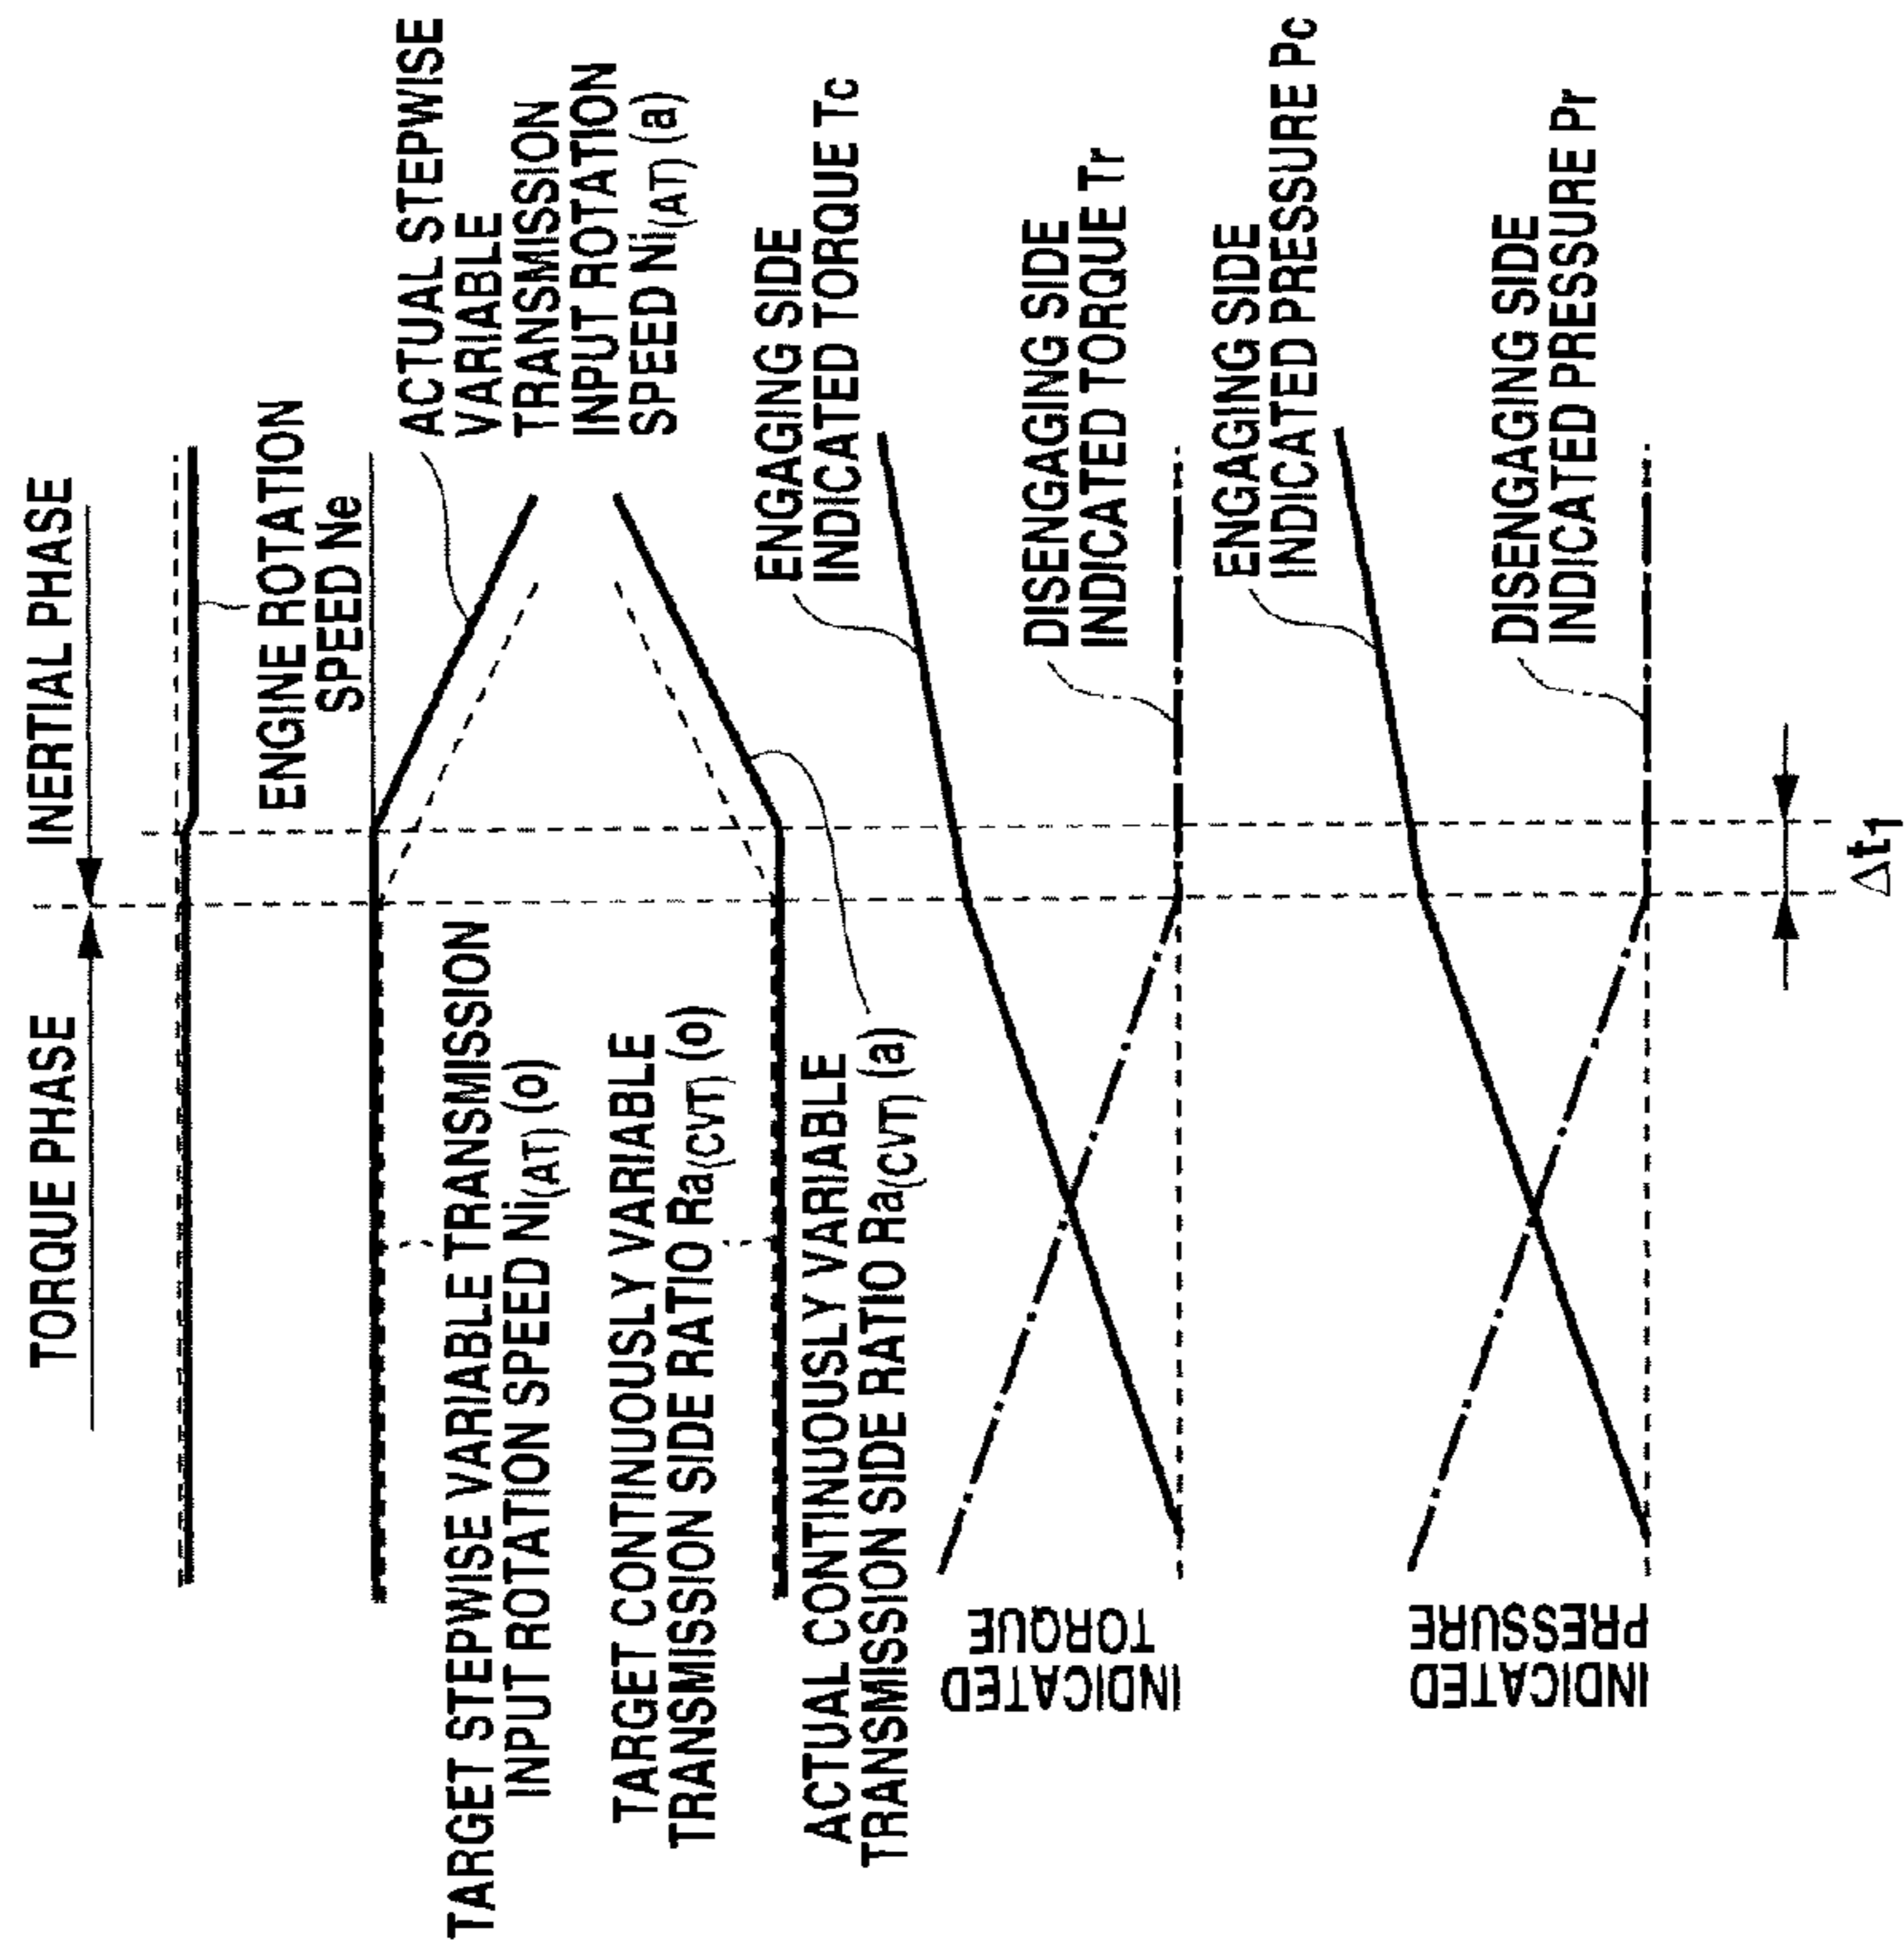 TORQUE PHASE
INERTIAL PHASE
ENGINE ROTATION
SPEED Ne
ACTUAL STEPWISE
VARIABLE
TRANSMISSION
INPUT ROTATION
SPEED Ni(AT) (a)
TARGET STEPWISE VARIABLE TRANSMISSION
INPUT ROTATION SPEED Ni(AT) (o)
TARGET CONTINUOUSLY VARIABLE
TRANSMISSION SIDE RATIO Ra(CVT) (o)
ACTUAL CONTINUOUSLY VARIABLE
TRANSMISSION SIDE RATIO Ra(CVT) (a)
ENGAGING SIDE
INDICATED TORQUE Tc
INDICATED
TORQUE
DISENGAGING SIDE
INDICATED TORQUE Tr
ENGAGING SIDE
INDICATED PRESSURE Pc
INDICATED
PRESSURE
DISENGAGING SIDE
INDICATED PRESSURE Pr
Δt1